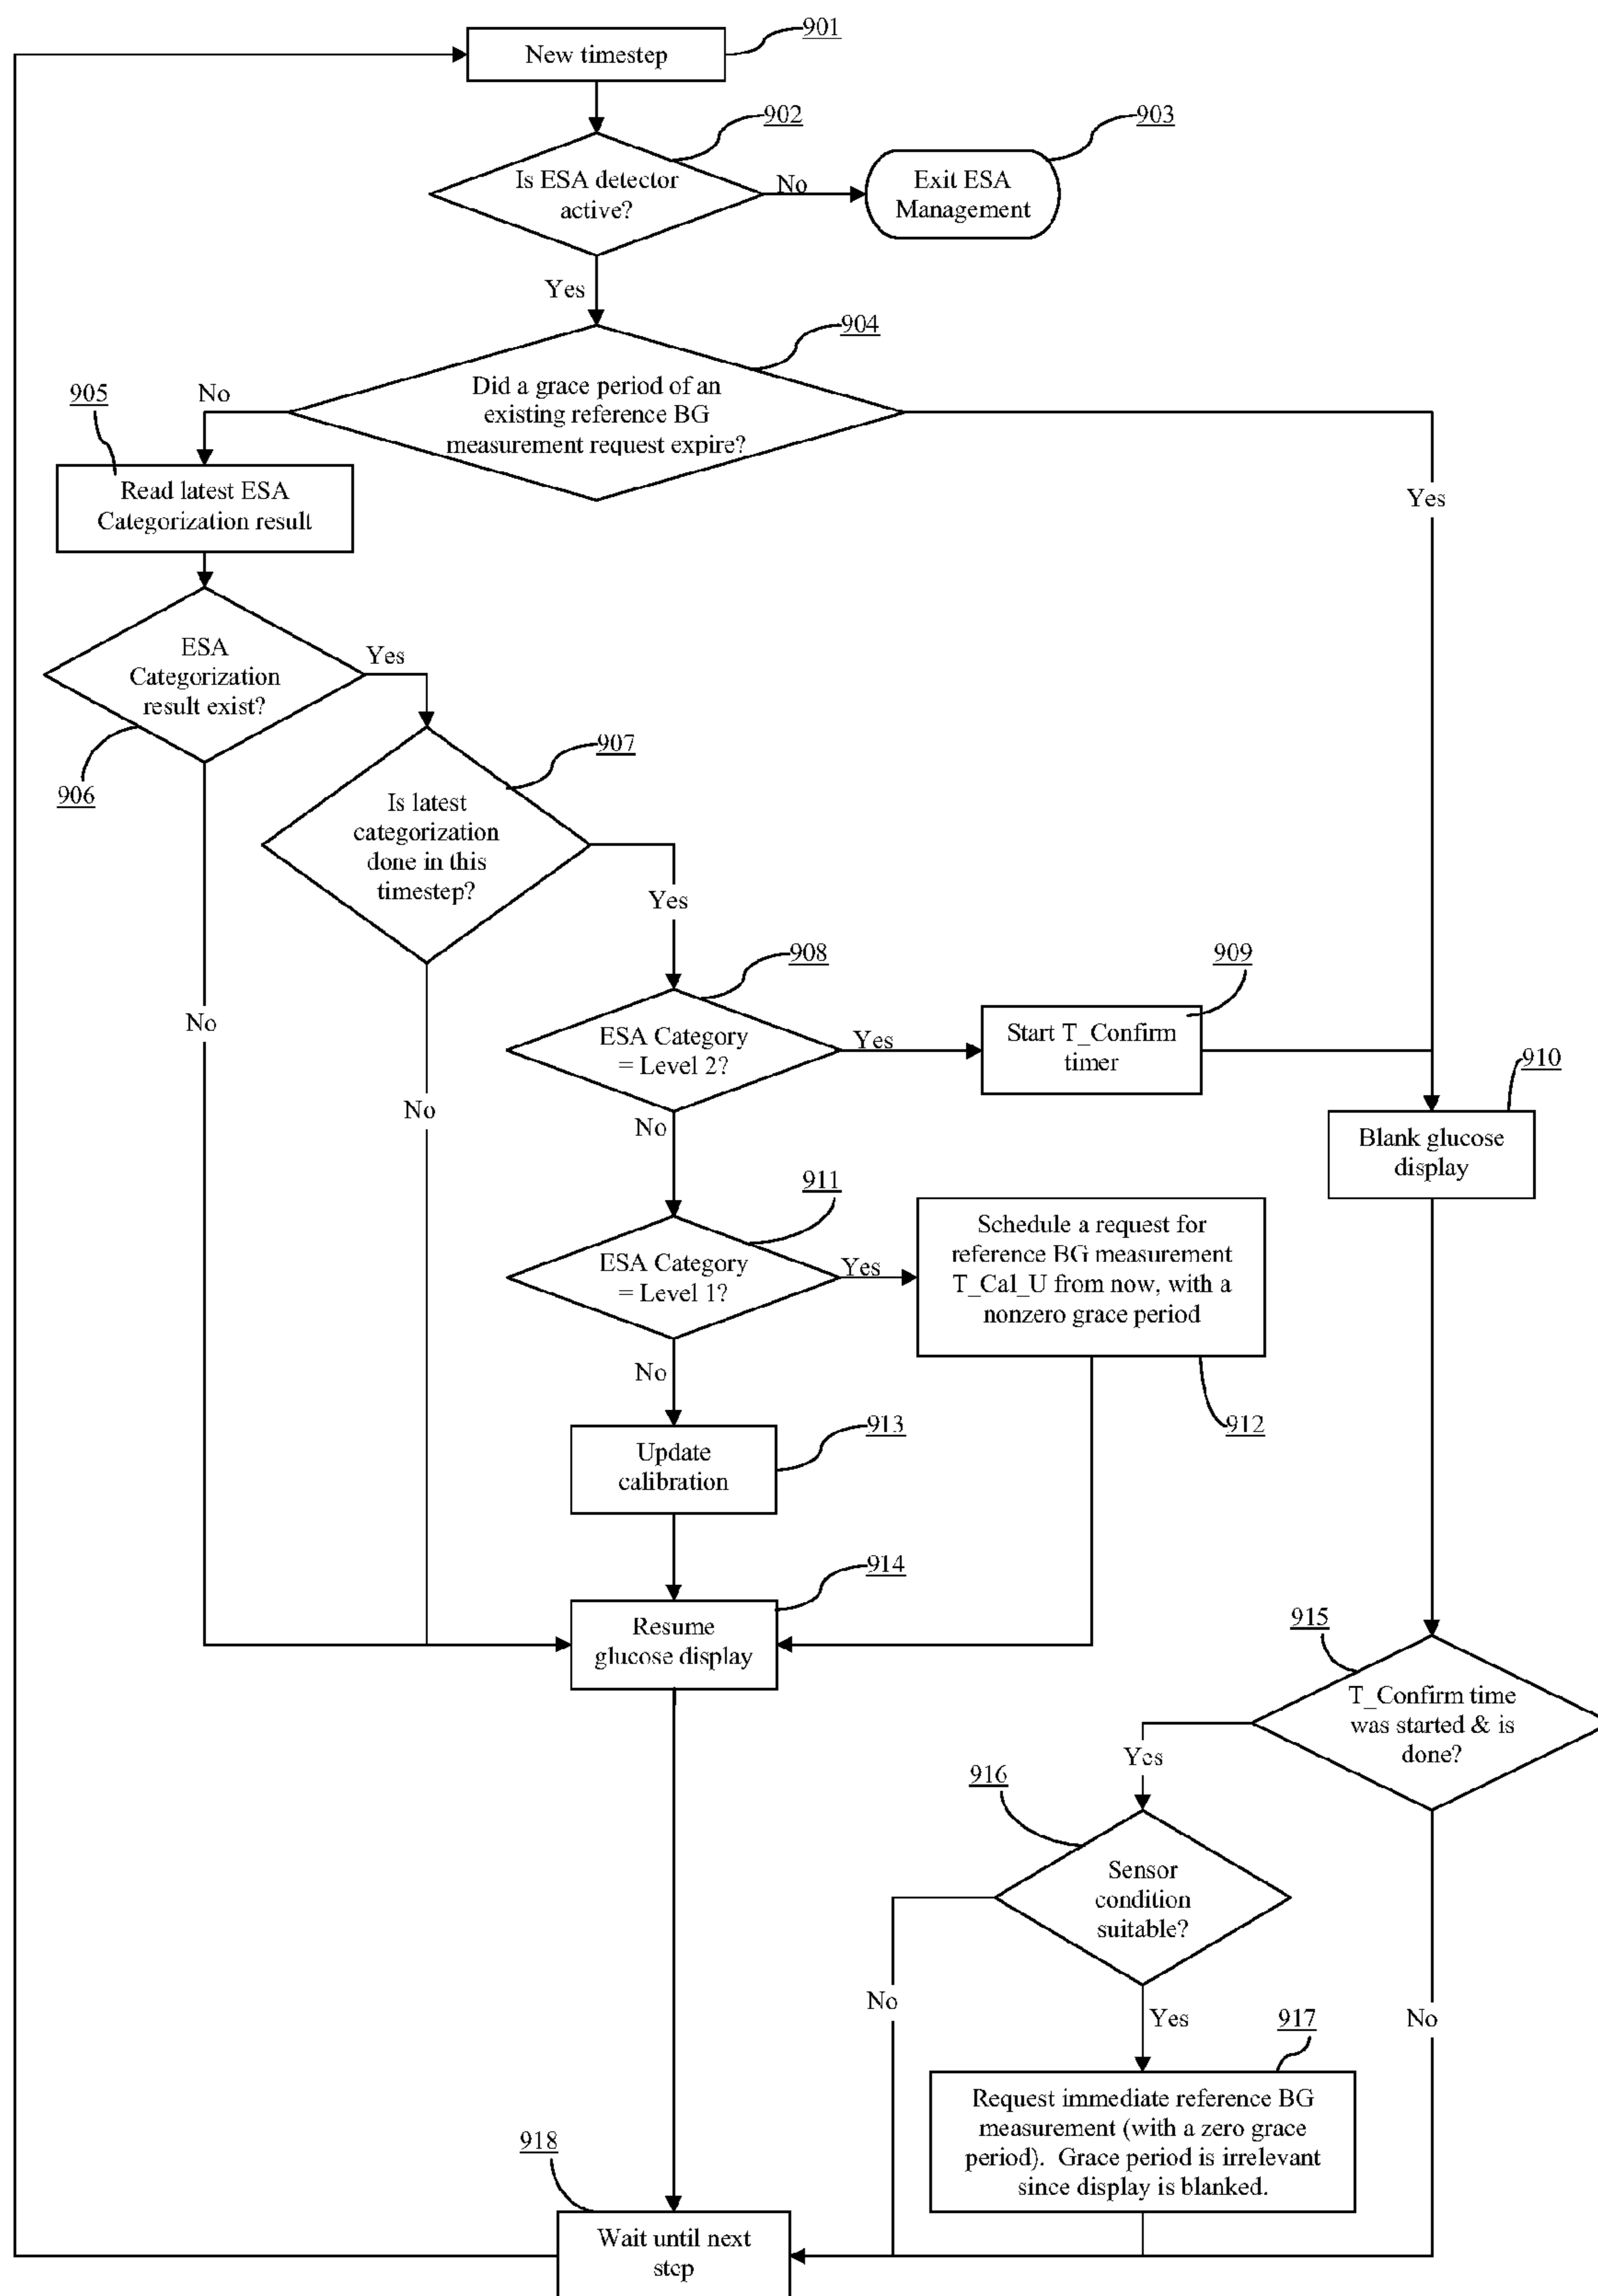 901
New timestep
902
903
Is ESA detector
active?
No
Exit ESA
Management
Yes
904
905
No
Did a grace period of an
existing reference BG
measurement request expire?
Yes
Read latest ESA
Categorization result
ESA
Categorization
result exist?
Yes
906
907
Is latest
categorization
done in this
timestep?
Yes
No
No
908
909
ESA Category
= Level 2?
Yes
Start T_Confirm
timer
910
No
Blank glucose
display
911
ESA Category
= Level 1?
Yes
Schedule a request for
reference BG measurement
T_Cal_U from now, with a
nonzero grace period
912
No
913
Update
calibration
914
Resume
glucose display
915
T_Confirm time
was started & is
done?
Yes
916
Sensor
condition
suitable?
No
Yes
No
917
Request immediate reference BG
measurement (with a zero grace
period).  Grace period is irrelevant
since display is blanked.
918
Wait until next
step